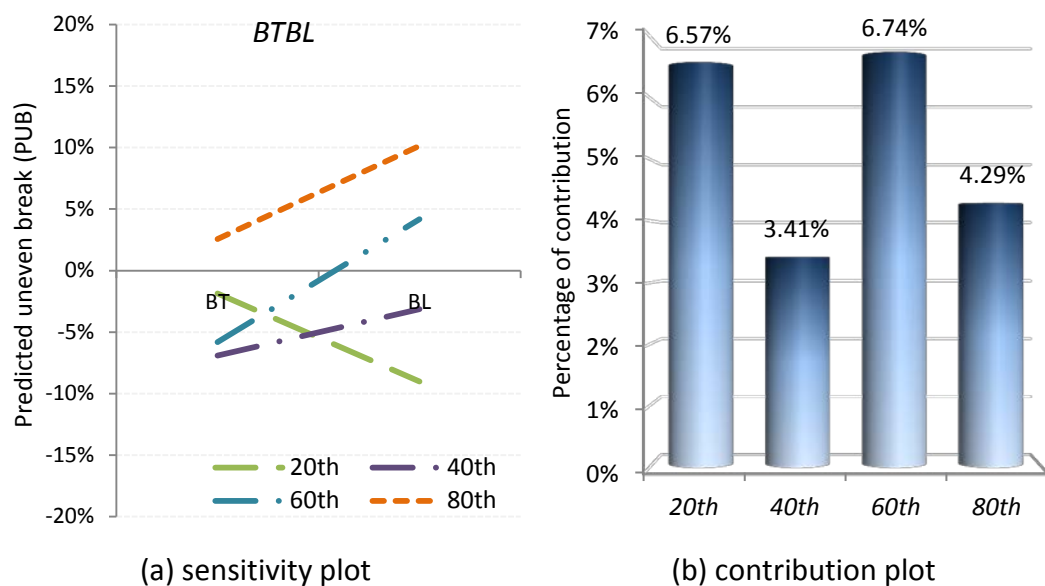 BTBL
Predicted uneven break (PUB)
20%
15%
10%
5%
0%
-5%
-10%
-15%
-20%
BT
BL
20th
40th
60th
80th
(a) sensitivity plot
Percentage of contribution
7%
6%
5%
4%
3%
2%
1%
0%
6.57%
3.41%
6.74%
4.29%
20th
40th
60th
80th
(b) contribution plot